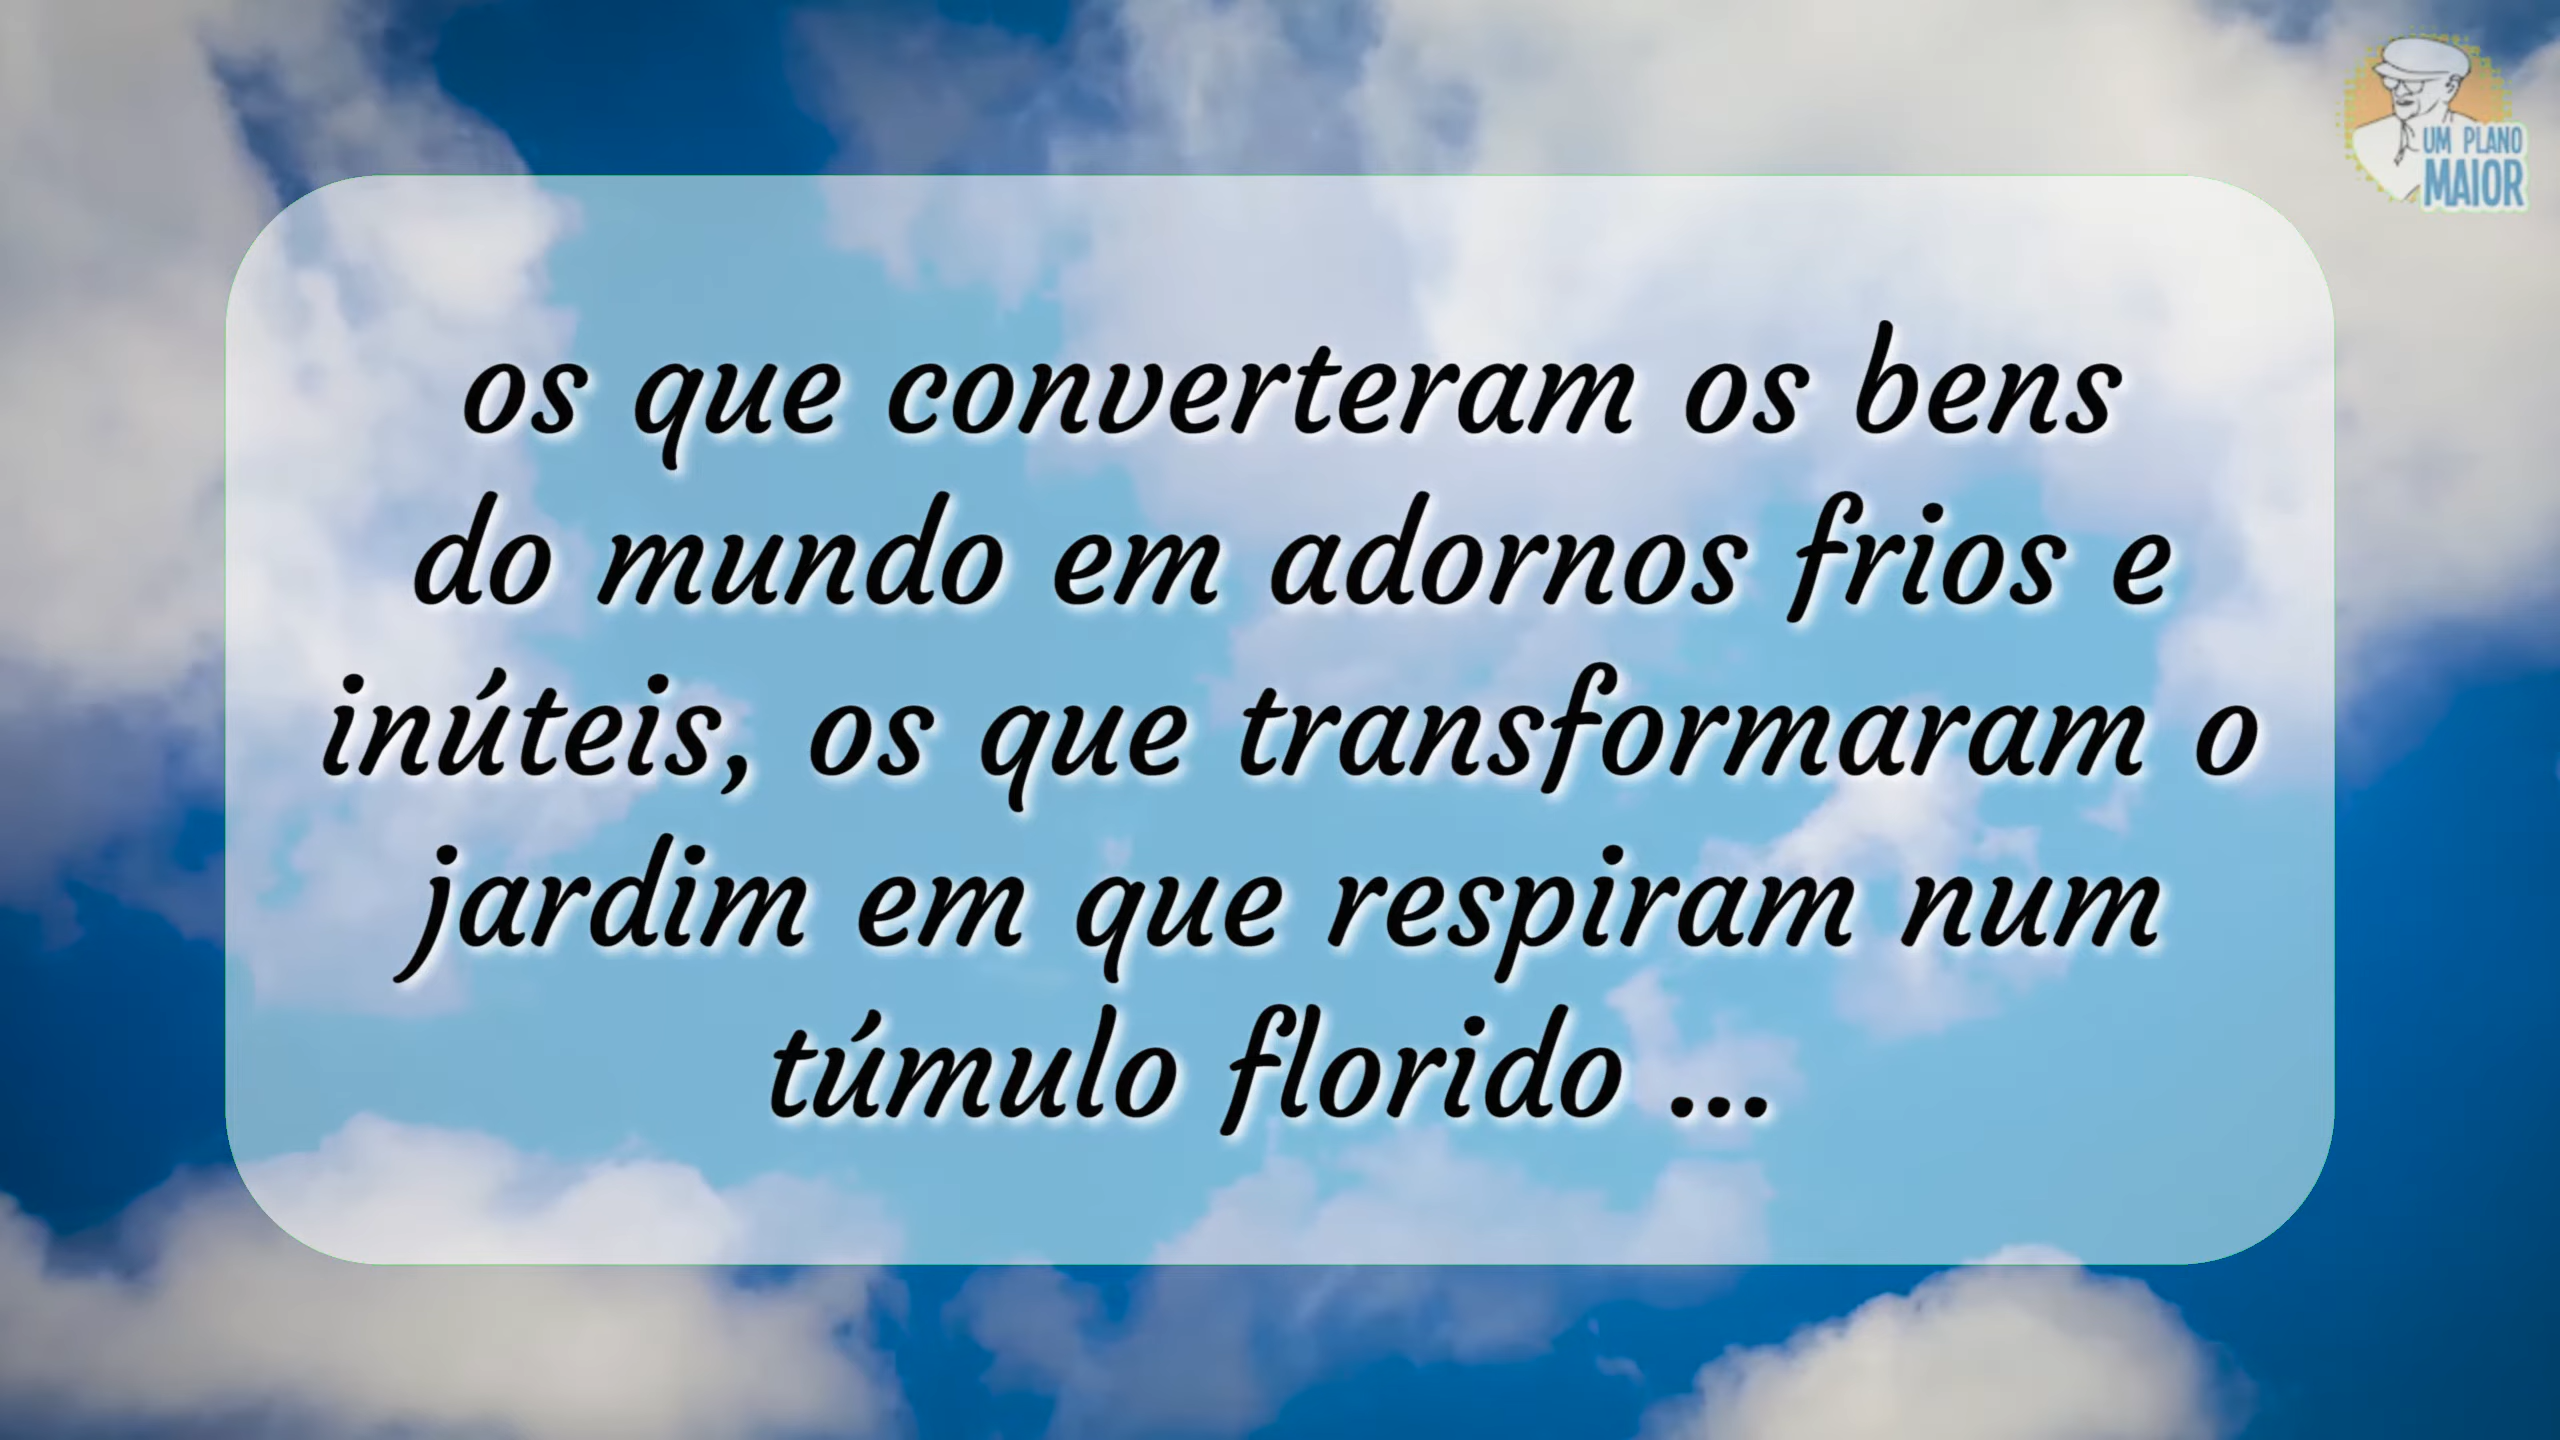 UM PLANO
MAIOR
os que converteram os bens
do mundo em adornos frios e
inúteis, os que transformaram o
jardim em que respiram num
túmulo florido ...